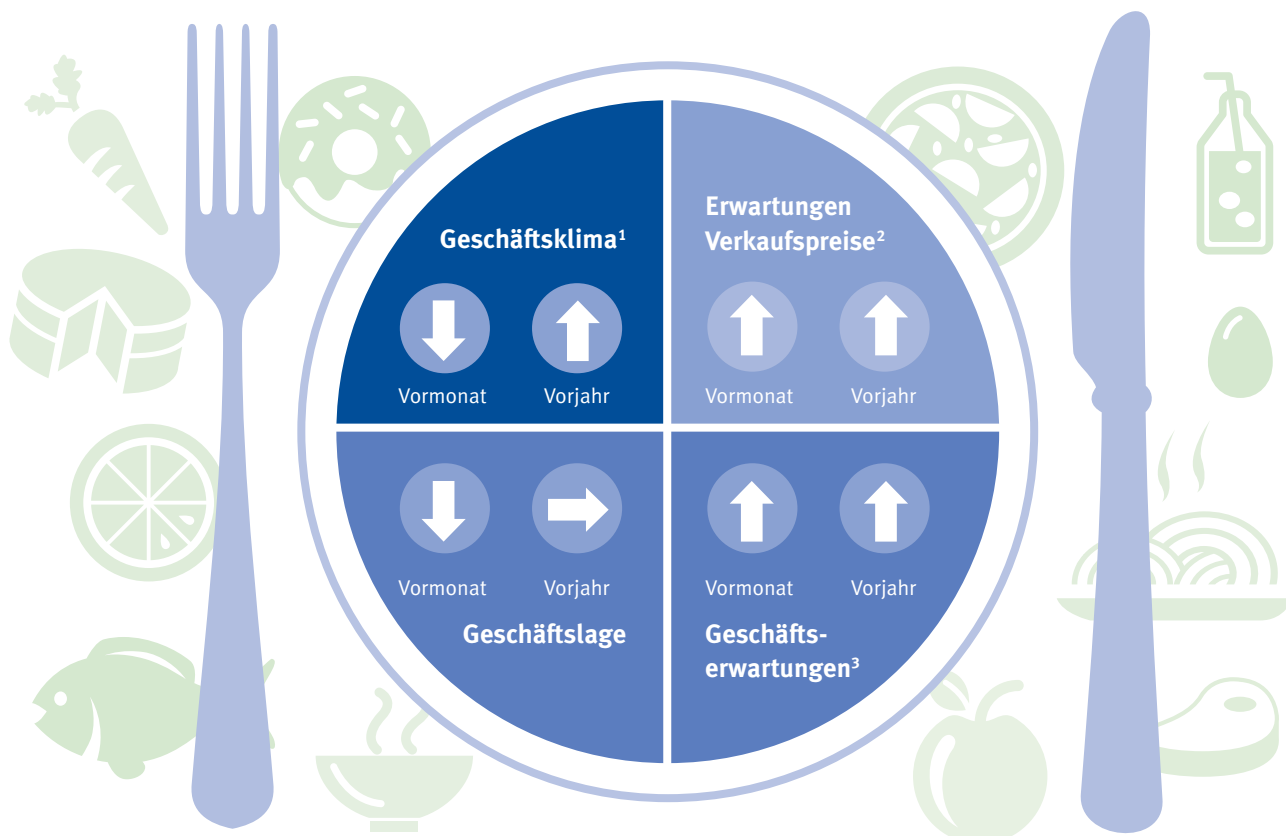 Geschäftsklima¹
Vormonat Vorjahr
Erwartungen
Verkaufspreise²
Vormonat Vorjahr
Vormonat Vorjahr
Geschäftslage
Vormonat Vorjahr
Geschäfts-
erwartungen³